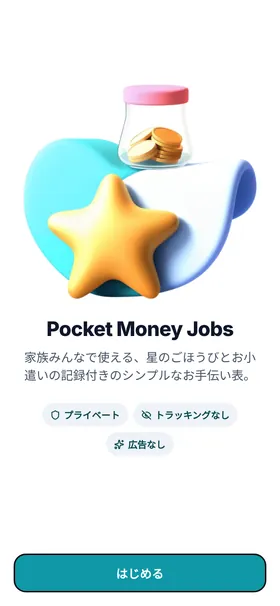 Pocket Money Jobs
家族みんなで使える、星のごほうびとお小
遣いの記録付きのシンプルなお手伝い表。
プライベート
トラッキングなし
広告なし
はじめる